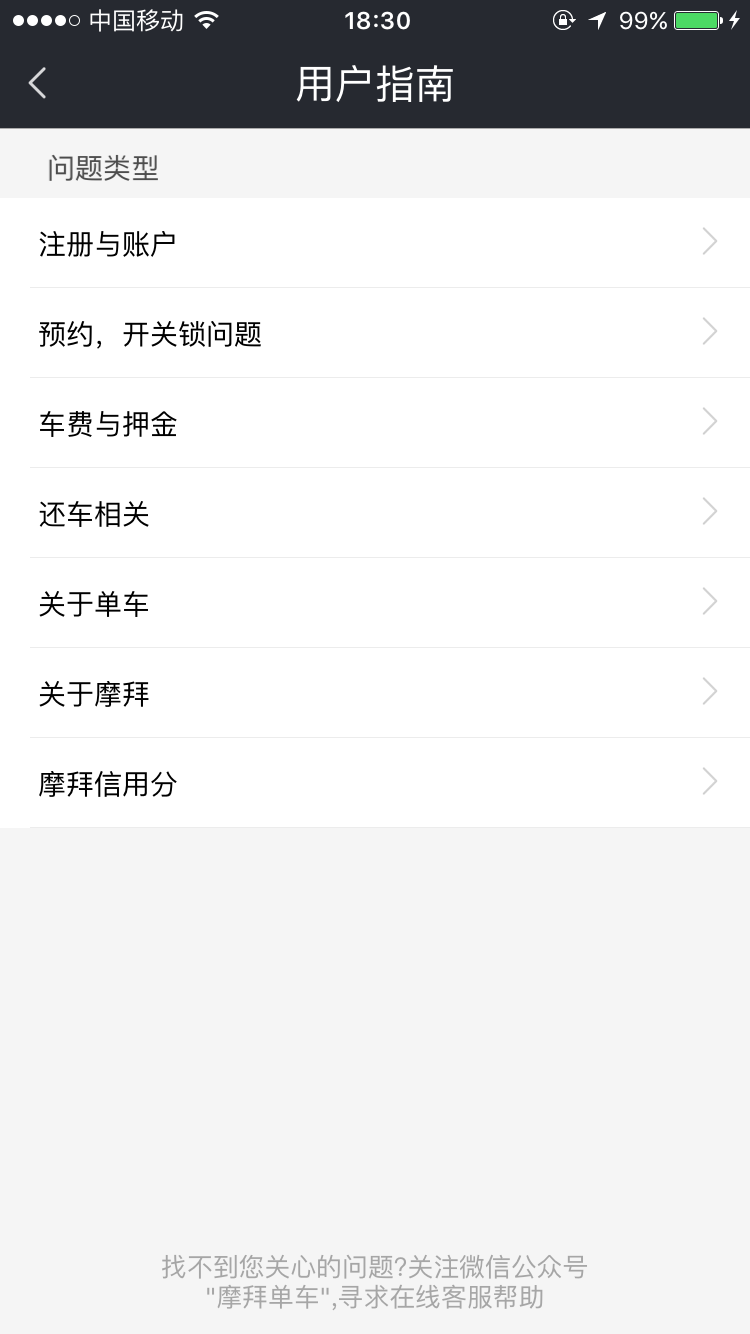 中国移动 18:30 99%
用户指南
问题类型
注册与账户
预约，开关锁问题
车费与押金
还车相关
关于单车
关于摩拜
摩拜信用分
找不到您关心的问题?关注微信公众号
"摩拜单车",寻求在线客服帮助